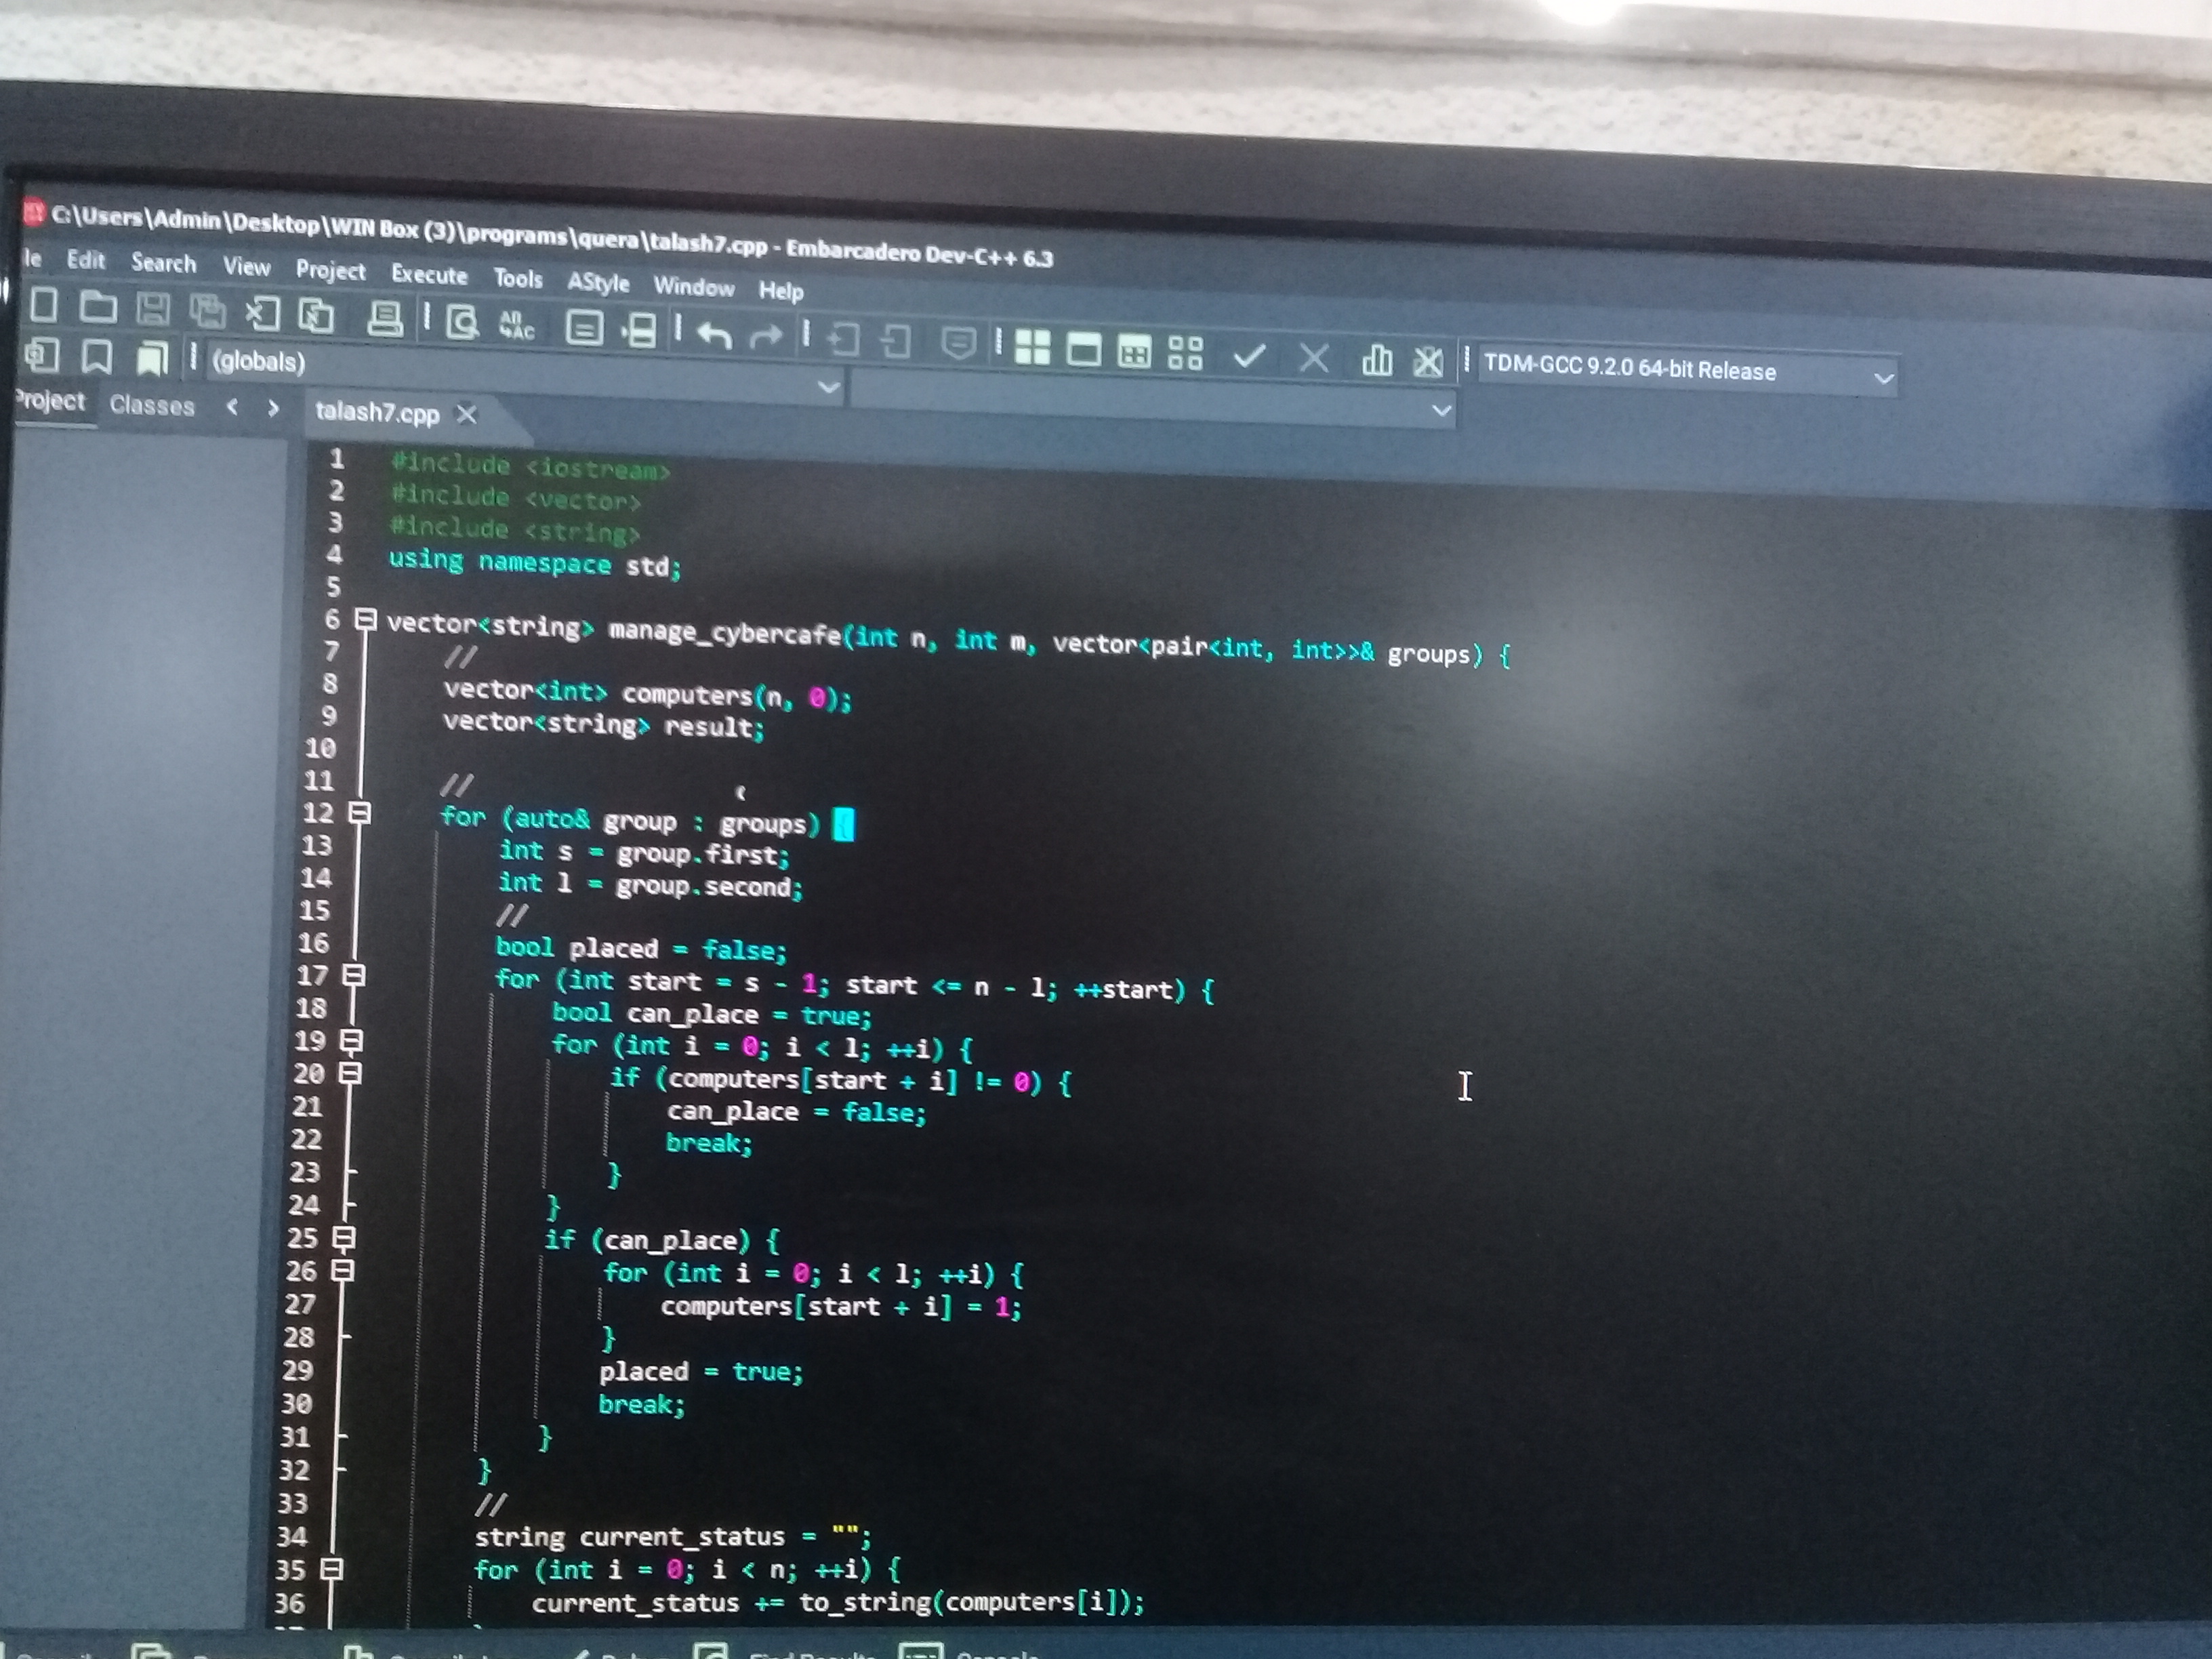 C:\Users\Admin\Desktop\WIN Box (3)\programs\quera\talash7.cpp - Embarcadero Dev-C++ 6.3
le Edit Search View Project Execute Tools AStyle Window Help
(globals)
TDM-GCC 9.2.0 64-bit Release
Project Classes < > talash7.cpp
1 #include <iostream>
2 #include <vector>
3 #include <string>
4 using namespace std;
5
6 vector<string> manage_cybercafe(int n, int m, vector<pair<int, int>>& groups) {
7 //
8 vector<int> computers(n, 0);
9 vector<string> result;
10
11 //
12 for (auto& group : groups) {
13 int s = group.first;
14 int l = group.second;
15 //
16 bool placed = false;
17 for (int start = s - 1; start <= n - l; ++start) {
18 bool can_place = true;
19 for (int i = 0; i < l; ++i) {
20 if (computers[start + i] != 0) {
21 can_place = false;
22 break;
23 }
24 }
25 if (can_place) {
26 for (int i = 0; i < l; ++i) {
27 computers[start + i] = 1;
28 }
29 placed = true;
30 break;
31 }
32 }
33 //
34 string current_status = "";
35 for (int i = 0; i < n; ++i) {
36 current_status += to_string(computers[i]);